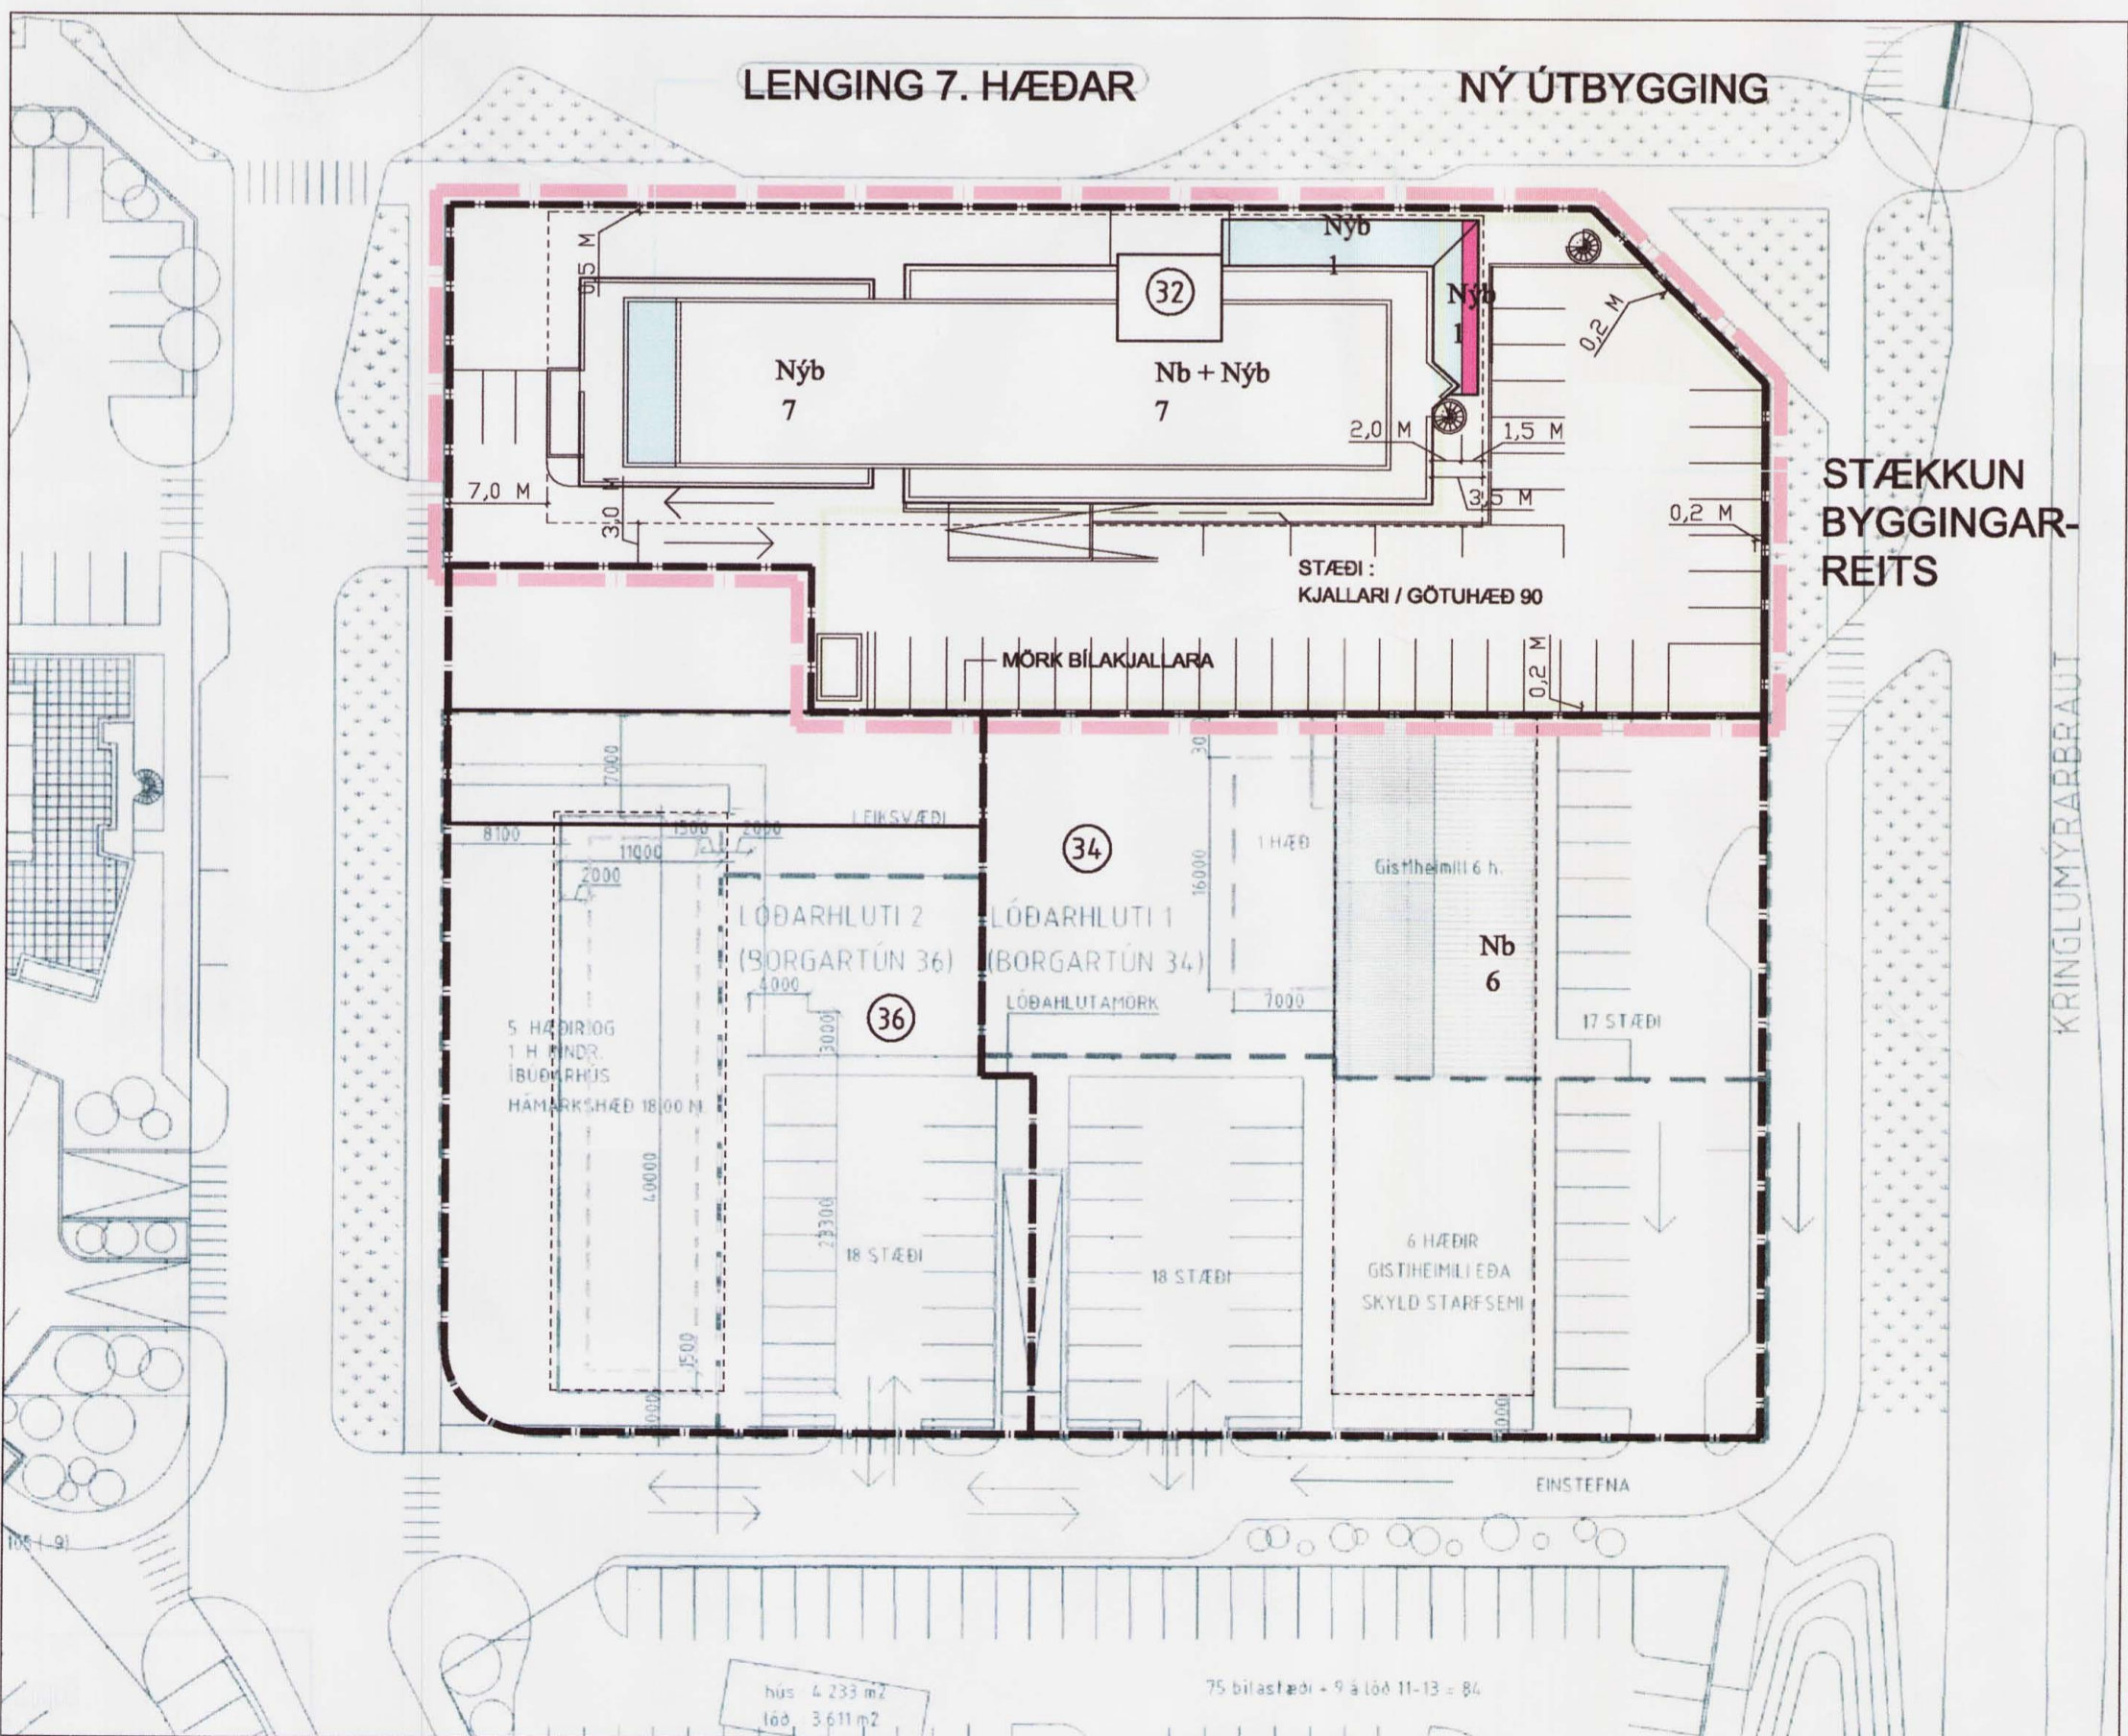 LENGING 7. HÆÐAR
NÝ ÚTBYGGING
Nýb
1
0,5 M
32
Nýb
1
0,2 M
Nýb
7
Nb + Nýb
7
2,0 M
1,5 M
7,0 M
3,0 M
3,5 M
0,2 M
STÆKKUN
BYGGINGAR-
REITS
STÆÐI :
KJALLARI / GÖTUHÆÐ 90
MÖRK BÍLAKJALLARA
0,2 M
KRINGLUMÝRARBRAUT
7000
LEIKSVÆÐI
8100
1500
2000
11000
2000
34
1 HÆÐ
16000
Gistiheimili 6 h.
LÓÐARHLUTI 2
(BORGARTÚN 36)
LÓÐARHLUTI 1
(BORGARTÚN 34)
Nb
6
4000
36
3000
LÓÐAHLUTAMÖRK
7000
17 STÆÐI
5 HÆÐIR OG
1 H INNDR.
ÍBÚÐARHÚS
HÁMARKSHÆÐ 18,00 M
40000
23300
18 STÆÐI
18 STÆÐI
6 HÆÐIR
GISTIHEIMILI EÐA
SKYLD STARFSEMI
1500
EINSTEFNA
hús 4 233 m2
lóð 3 611 m2
75 bílastæði + 9 á lóð 11-13 = 84